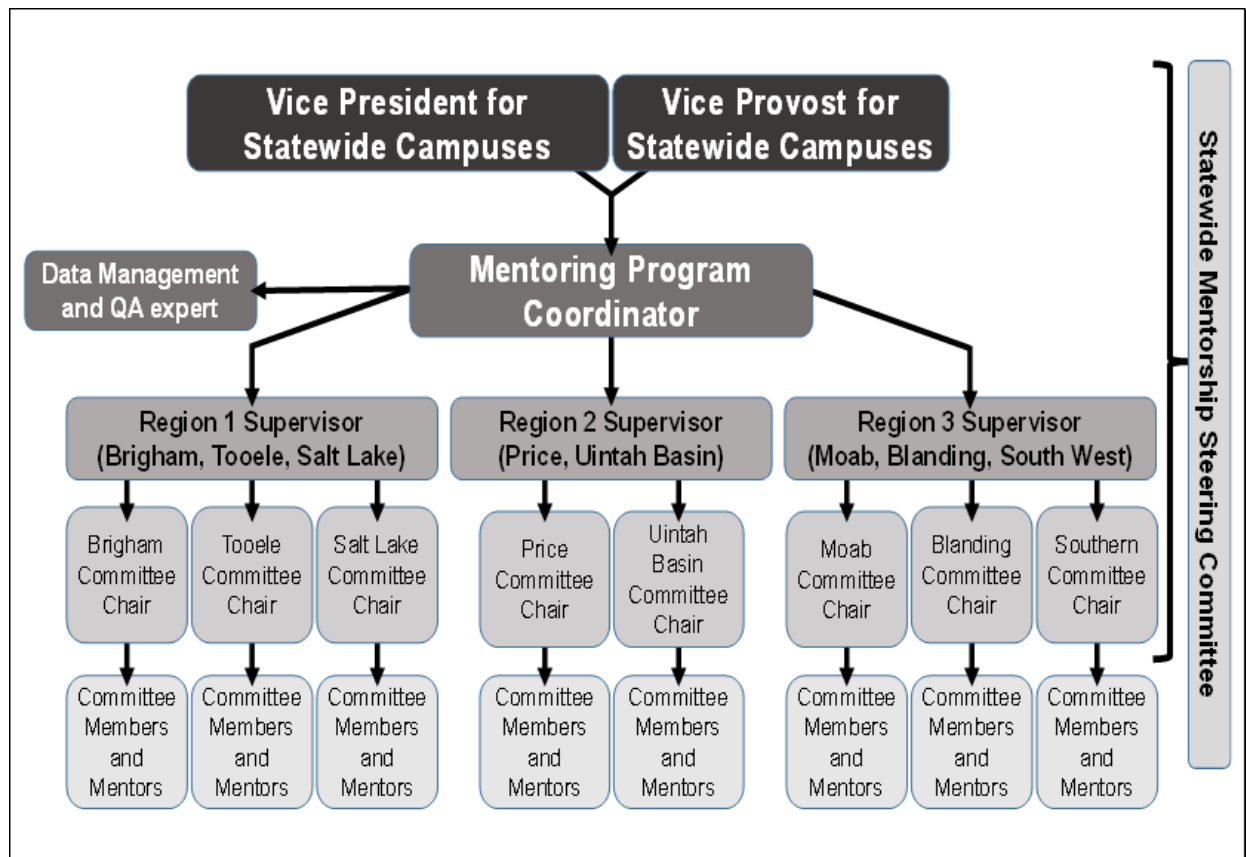 Vice President for
Statewide Campuses
Vice Provost for
Statewide Campuses
Data Management
and QA expert
Mentoring Program
Coordinator
Region 1 Supervisor
(Brigham, Tooele, Salt Lake)
Region 2 Supervisor
(Price, Uintah Basin)
Region 3 Supervisor
(Moab, Blanding, South West)
Brigham
Committee
Chair
Tooele
Committee
Chair
Salt Lake
Committee
Chair
Price
Committee
Chair
Uintah
Basin
Committee
Chair
Moab
Committee
Chair
Blanding
Committee
Chair
Southern
Committee
Chair
Committee
Members
and
Mentors
Committee
Members
and
Mentors
Committee
Members
and
Mentors
Committee
Members
and
Mentors
Committee
Members
and
Mentors
Committee
Members
and
Mentors
Committee
Members
and
Mentors
Committee
Members
and
Mentors
Statewide Mentorship Steering Committee